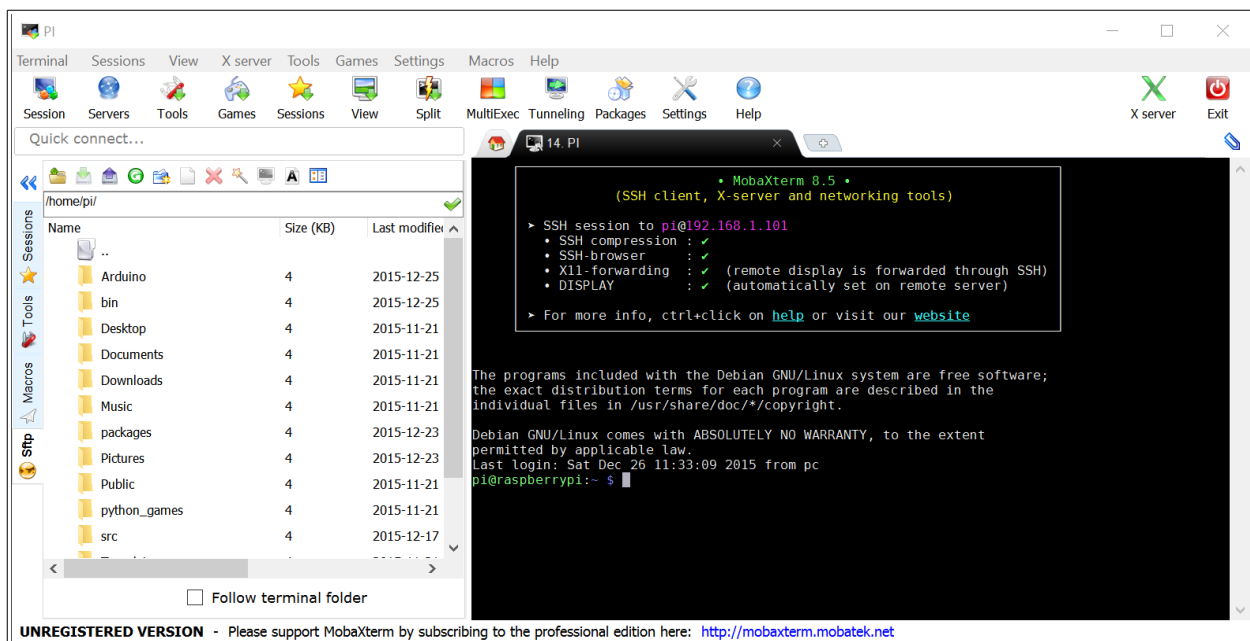 PI
Terminal Sessions View X server Tools Games Settings Macros Help
Session Servers Tools Games Sessions View Split MultiExec Tunneling Packages Settings Help X server Exit
Quick connect...
14. PI
/home/pi/
Name Size (KB) Last modified
..
Arduino 4 2015-12-25
bin 4 2015-12-25
Desktop 4 2015-11-21
Documents 4 2015-11-21
Downloads 4 2015-11-21
Music 4 2015-11-21
packages 4 2015-12-23
Pictures 4 2015-12-23
Public 4 2015-11-21
python_games 4 2015-11-21
src 4 2015-12-17
Follow terminal folder
Sessions
Tools
Macros
Sftp
• MobaXterm 8.5 •
(SSH client, X-server and networking tools)
➤ SSH session to pi@192.168.1.101
• SSH compression : ✔
• SSH-browser : ✔
• X11-forwarding : ✔ (remote display is forwarded through SSH)
• DISPLAY : ✔ (automatically set on remote server)
➤ For more info, ctrl+click on help or visit our website
The programs included with the Debian GNU/Linux system are free software;
the exact distribution terms for each program are described in the
individual files in /usr/share/doc/*/copyright.
Debian GNU/Linux comes with ABSOLUTELY NO WARRANTY, to the extent
permitted by applicable law.
Last login: Sat Dec 26 11:33:09 2015 from pc
pi@raspberrypi:~ $
UNREGISTERED VERSION - Please support MobaXterm by subscribing to the professional edition here: http://mobaxterm.mobatek.net